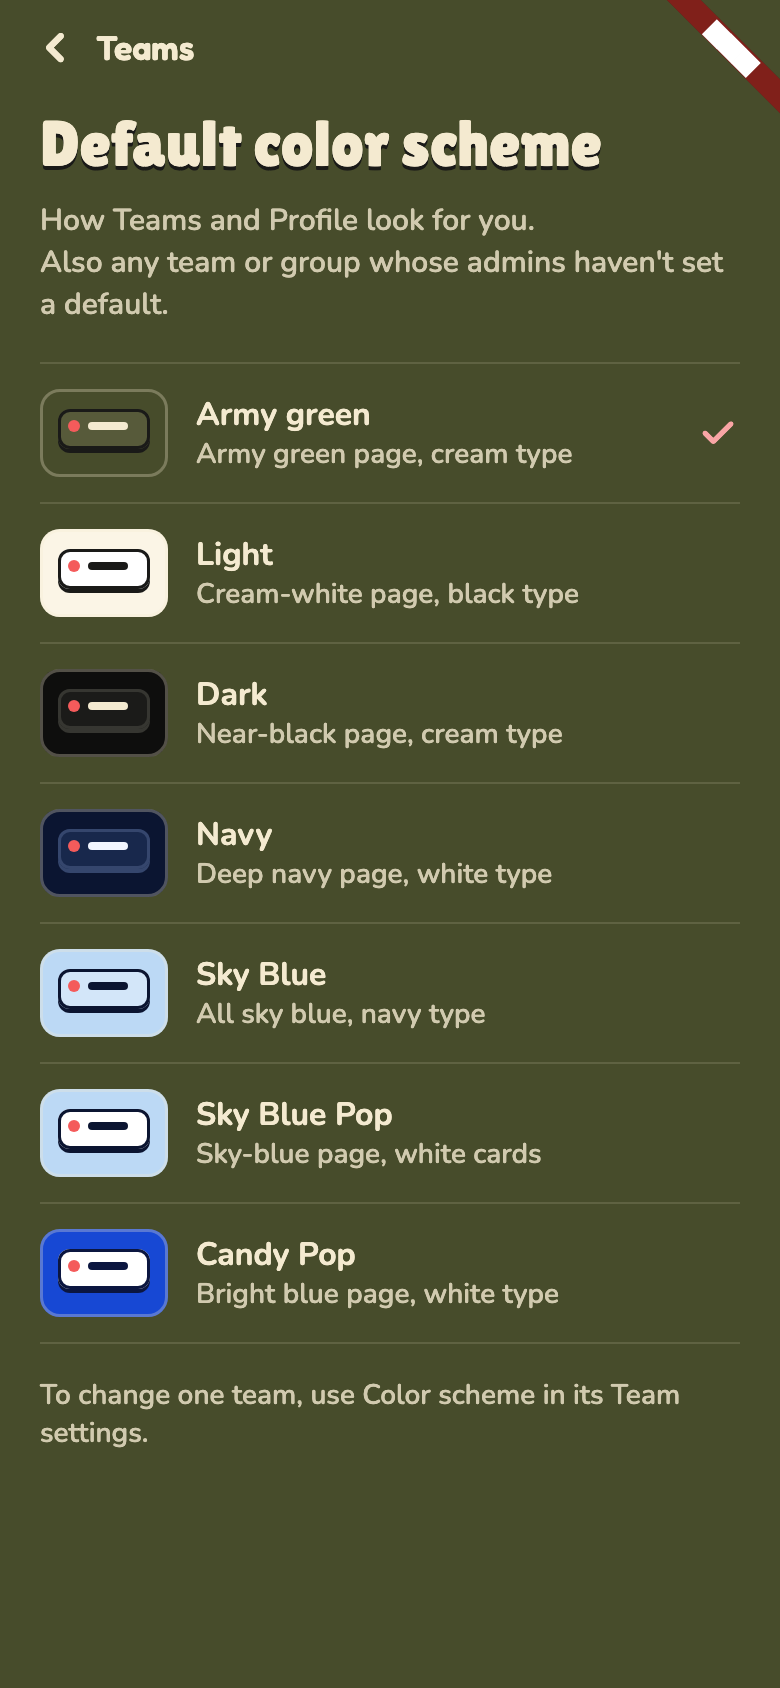 Teams
Default color scheme
How Teams and Profile look for you.
Also any team or group whose admins haven't set
a default.
Army green
Army green page, cream type
Light
Cream-white page, black type
Dark
Near-black page, cream type
Navy
Deep navy page, white type
Sky Blue
All sky blue, navy type
Sky Blue Pop
Sky-blue page, white cards
Candy Pop
Bright blue page, white type
To change one team, use Color scheme in its Team
settings.